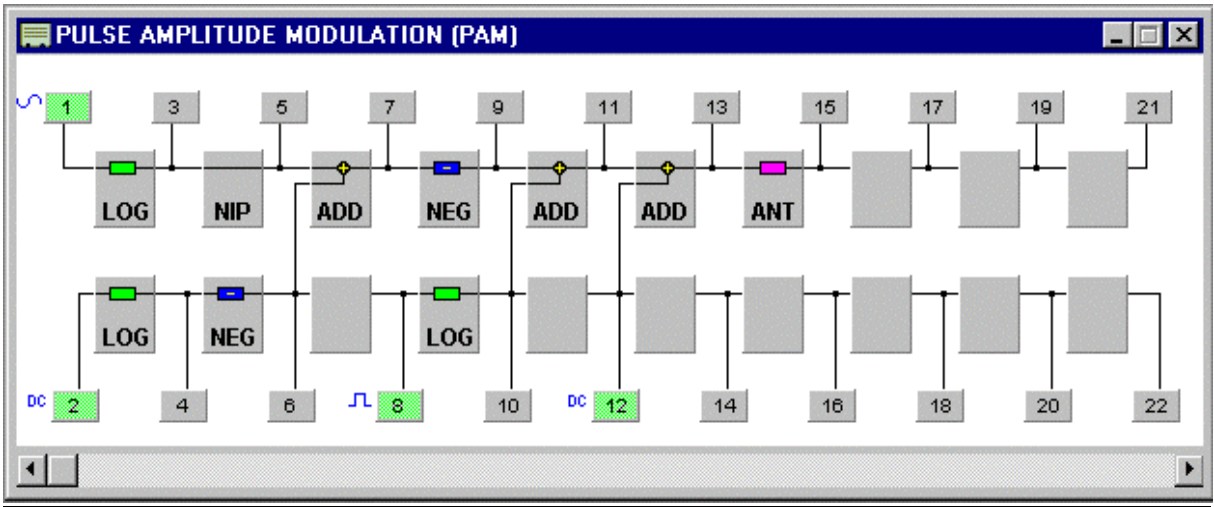 PULSE AMPLITUDE MODULATION (PAM)
1 3 5 7 9 11 13 15 17 19 21
LOG NIP ADD NEG ADD ADD ANT
LOG NEG LOG
DC 2 4 6 8 10 DC 12 14 16 18 20 22